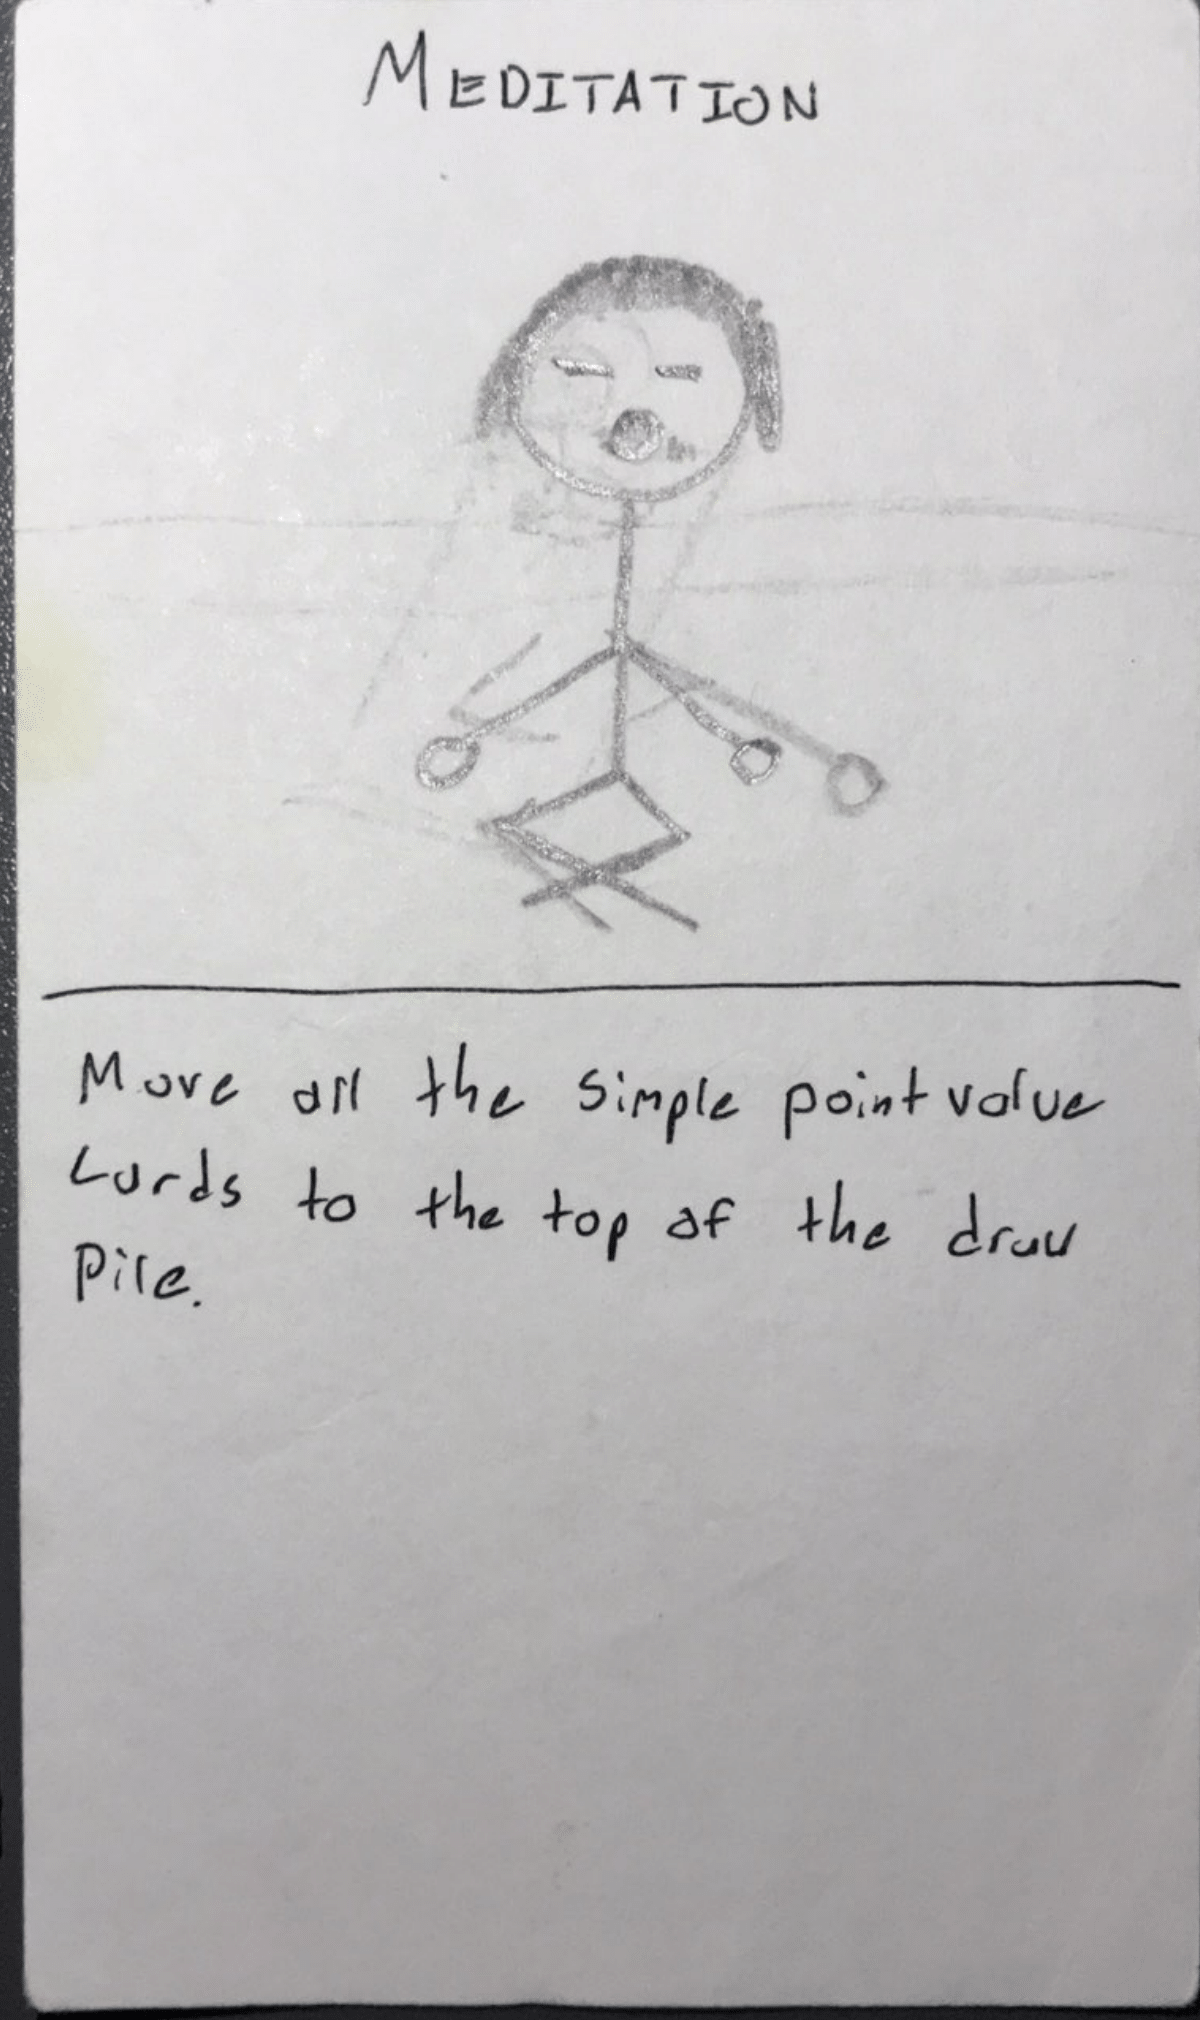 MEDITATION
Move all the simple point value
cards to the top of the draw
Pile.